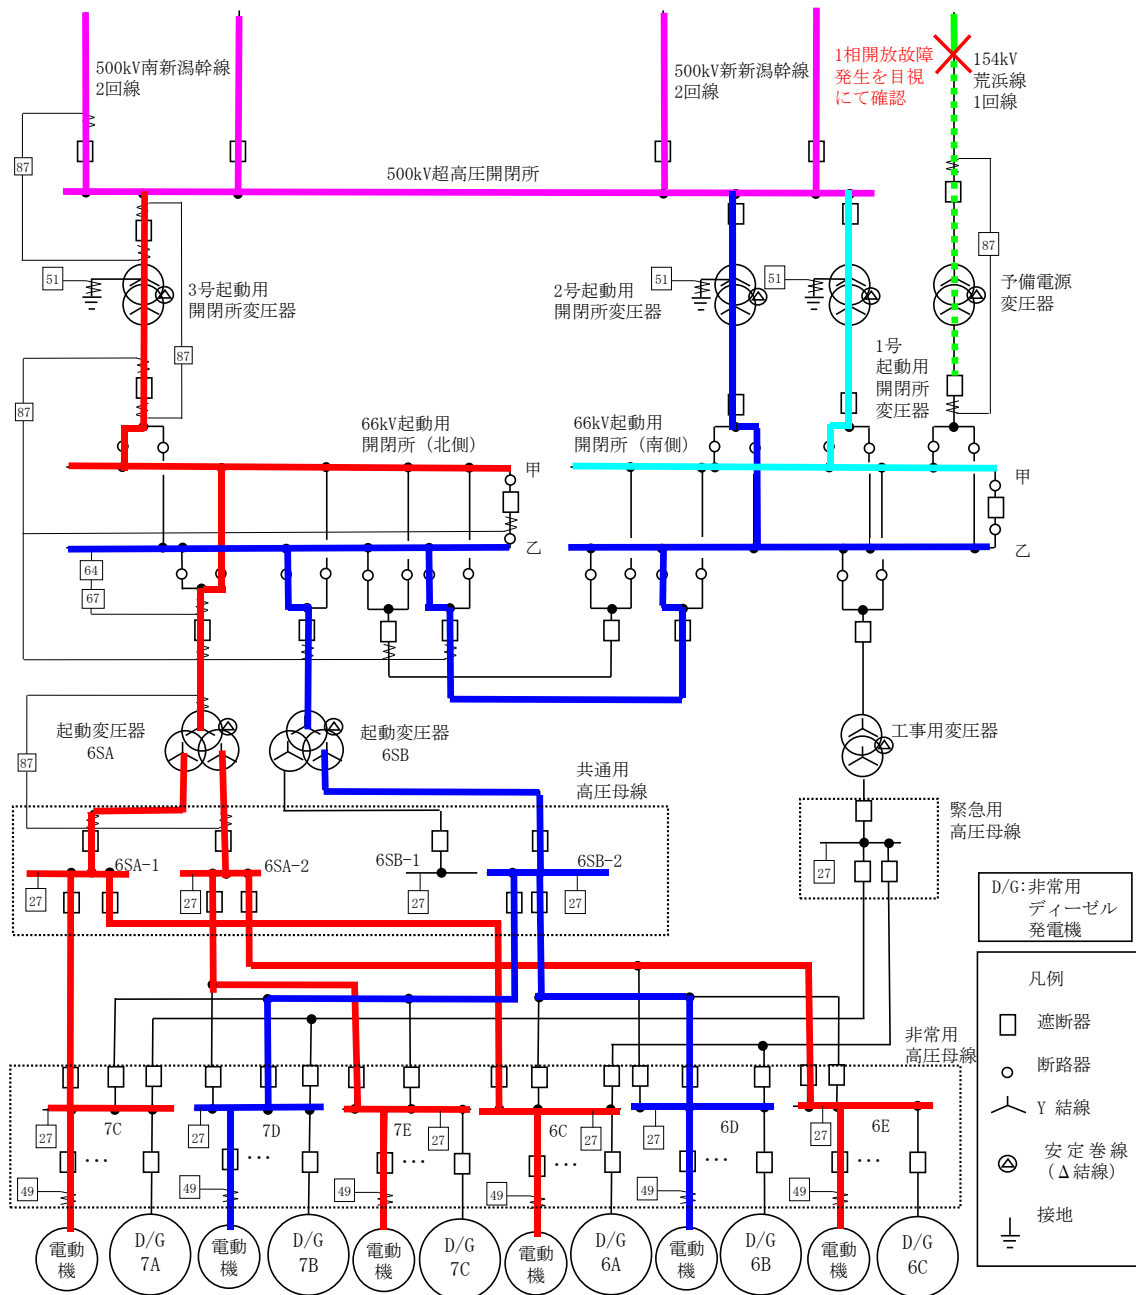 500kV南新潟幹線
2回線
500kV新新潟幹線
2回線
1相開放故障
発生を目視
にて確認
154kV
荒浜線
1回線
87
500kV超高圧開閉所
87
51
3号起動用
開閉所変圧器
51
2号起動用
開閉所変圧器
51
予備電源
変圧器
87
87
1号
起動用
開閉所
変圧器
66kV起動用
開閉所（北側）
66kV起動用
開閉所（南側）
甲
甲
乙
乙
64
67
起動変圧器
6SA
起動変圧器
6SB
工事用変圧器
87
共通用
高圧母線
緊急用
高圧母線
6SA-1
6SA-2
6SB-1
6SB-2
27
27
27
27
27
D/G:非常用
ディーゼル
発電機
凡例
遮断器
断路器
Y 結線
安定巻線
(Δ結線)
接地
非常用
高圧母線
7C
7D
7E
6C
6D
6E
27
27
27
27
27
27
…
…
…
…
…
…
49
49
49
49
49
49
電動
機
D/G
7A
電動
機
D/G
7B
電動
機
D/G
7C
電動
機
D/G
6A
電動
機
D/G
6B
電動
機
D/G
6C